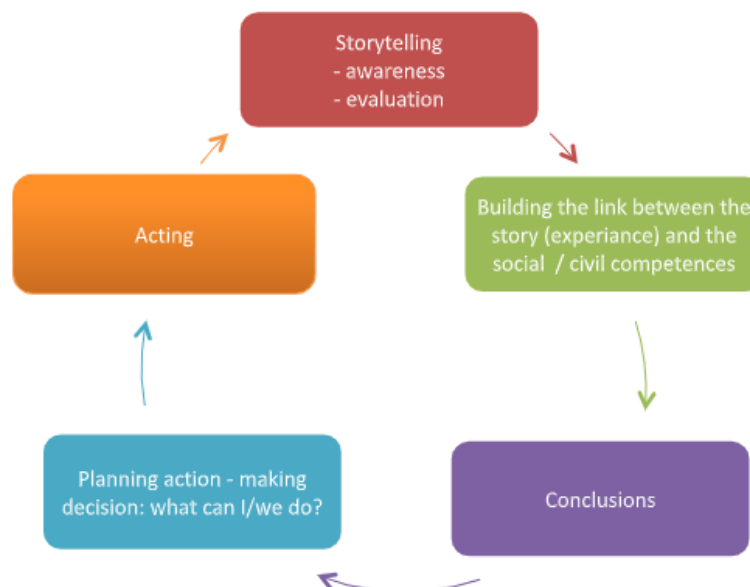 Storytelling
- awareness
- evaluation
Building the link between the
story (experiance) and the
social / civil competences
Conclusions
Planning action - making
decision: what can I/we do?
Acting